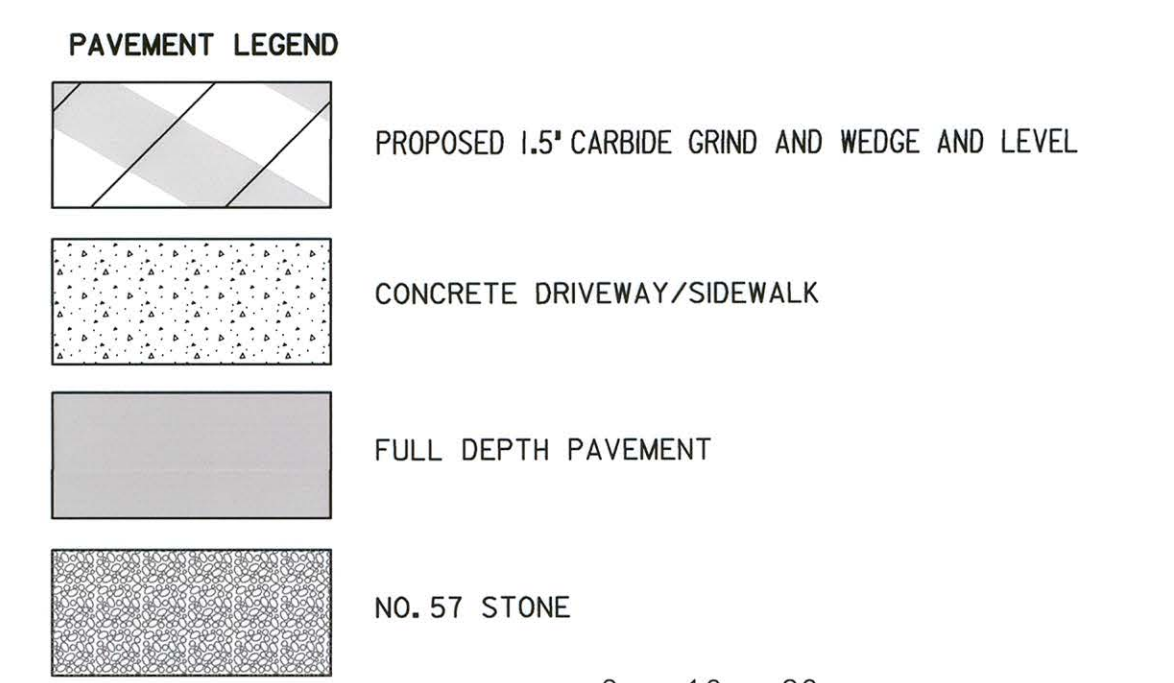 PAVEMENT LEGEND
PROPOSED 1.5" CARBIDE GRIND AND WEDGE AND LEVEL
CONCRETE DRIVEWAY/SIDEWALK
FULL DEPTH PAVEMENT
NO. 57 STONE